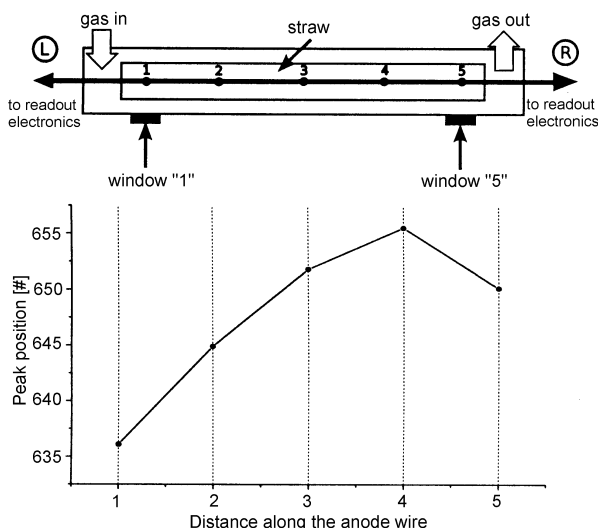 gas in
gas out
straw
L
R
1 2 3 4 5
to readout
electronics
to readout
electronics
window "1"
window "5"
Peak position [#]
655
650
645
640
635
1 2 3 4 5
Distance along the anode wire